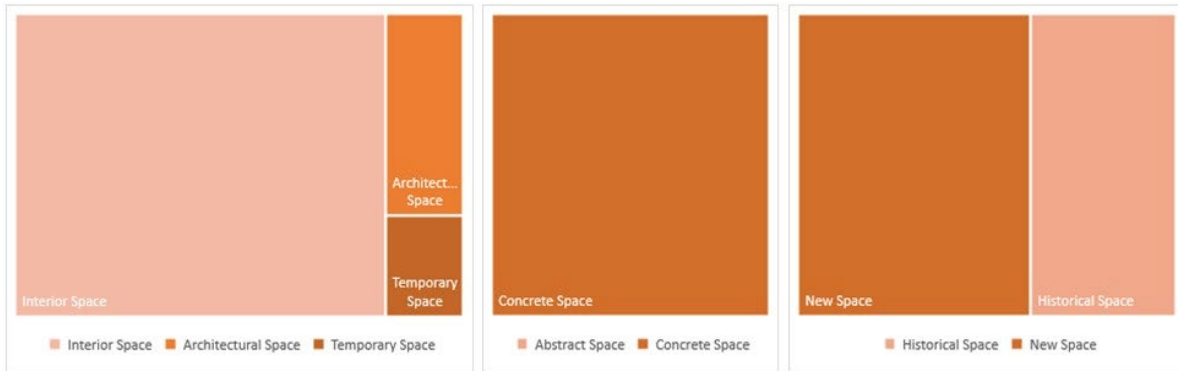 Architect...
Space
Temporary
Space
Interior Space
Concrete Space
New Space
Historical Space
Interior Space Architectural Space Temporary Space
Abstract Space Concrete Space
Historical Space New Space